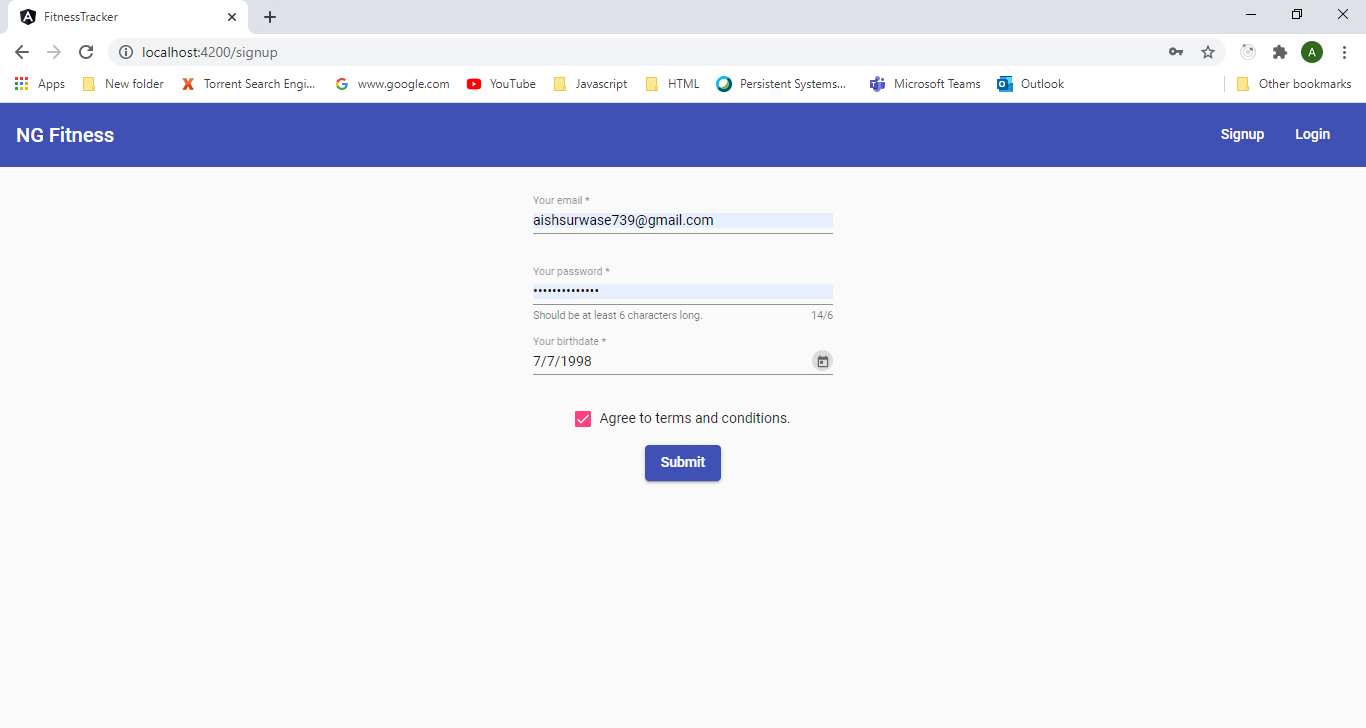 FitnessTracker
localhost:4200/signup
A
Apps New folder Torrent Search Engi... www.google.com YouTube Javascript HTML Persistent Systems... Microsoft Teams Outlook Other bookmarks
NG Fitness Signup Login
Your email *
aishsurwase739@gmail.com
Your password *
••••••••••••••
Should be at least 6 characters long. 14/6
Your birthdate *
7/7/1998
Agree to terms and conditions.
Submit